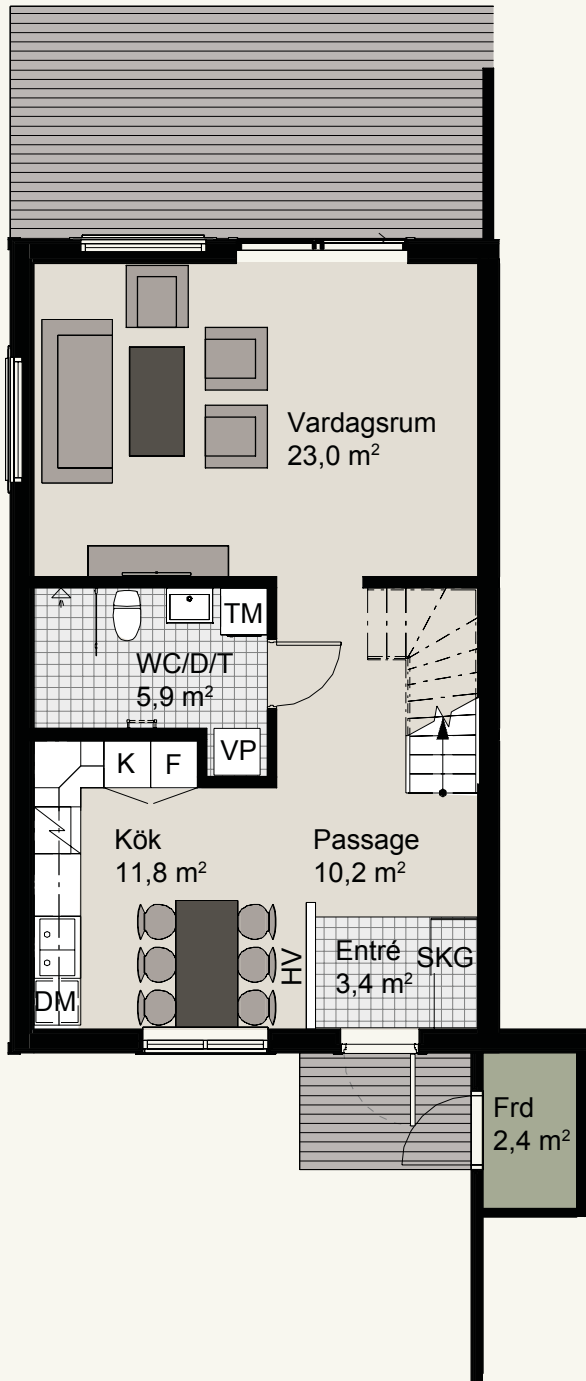 Vardagsrum
23,0 m²
TM
WC/D/T
5,9 m²
VP
K
F
Kök
11,8 m²
Passage
10,2 m²
HV
Entré
3,4 m²
SKG
DM
Frd
2,4 m²